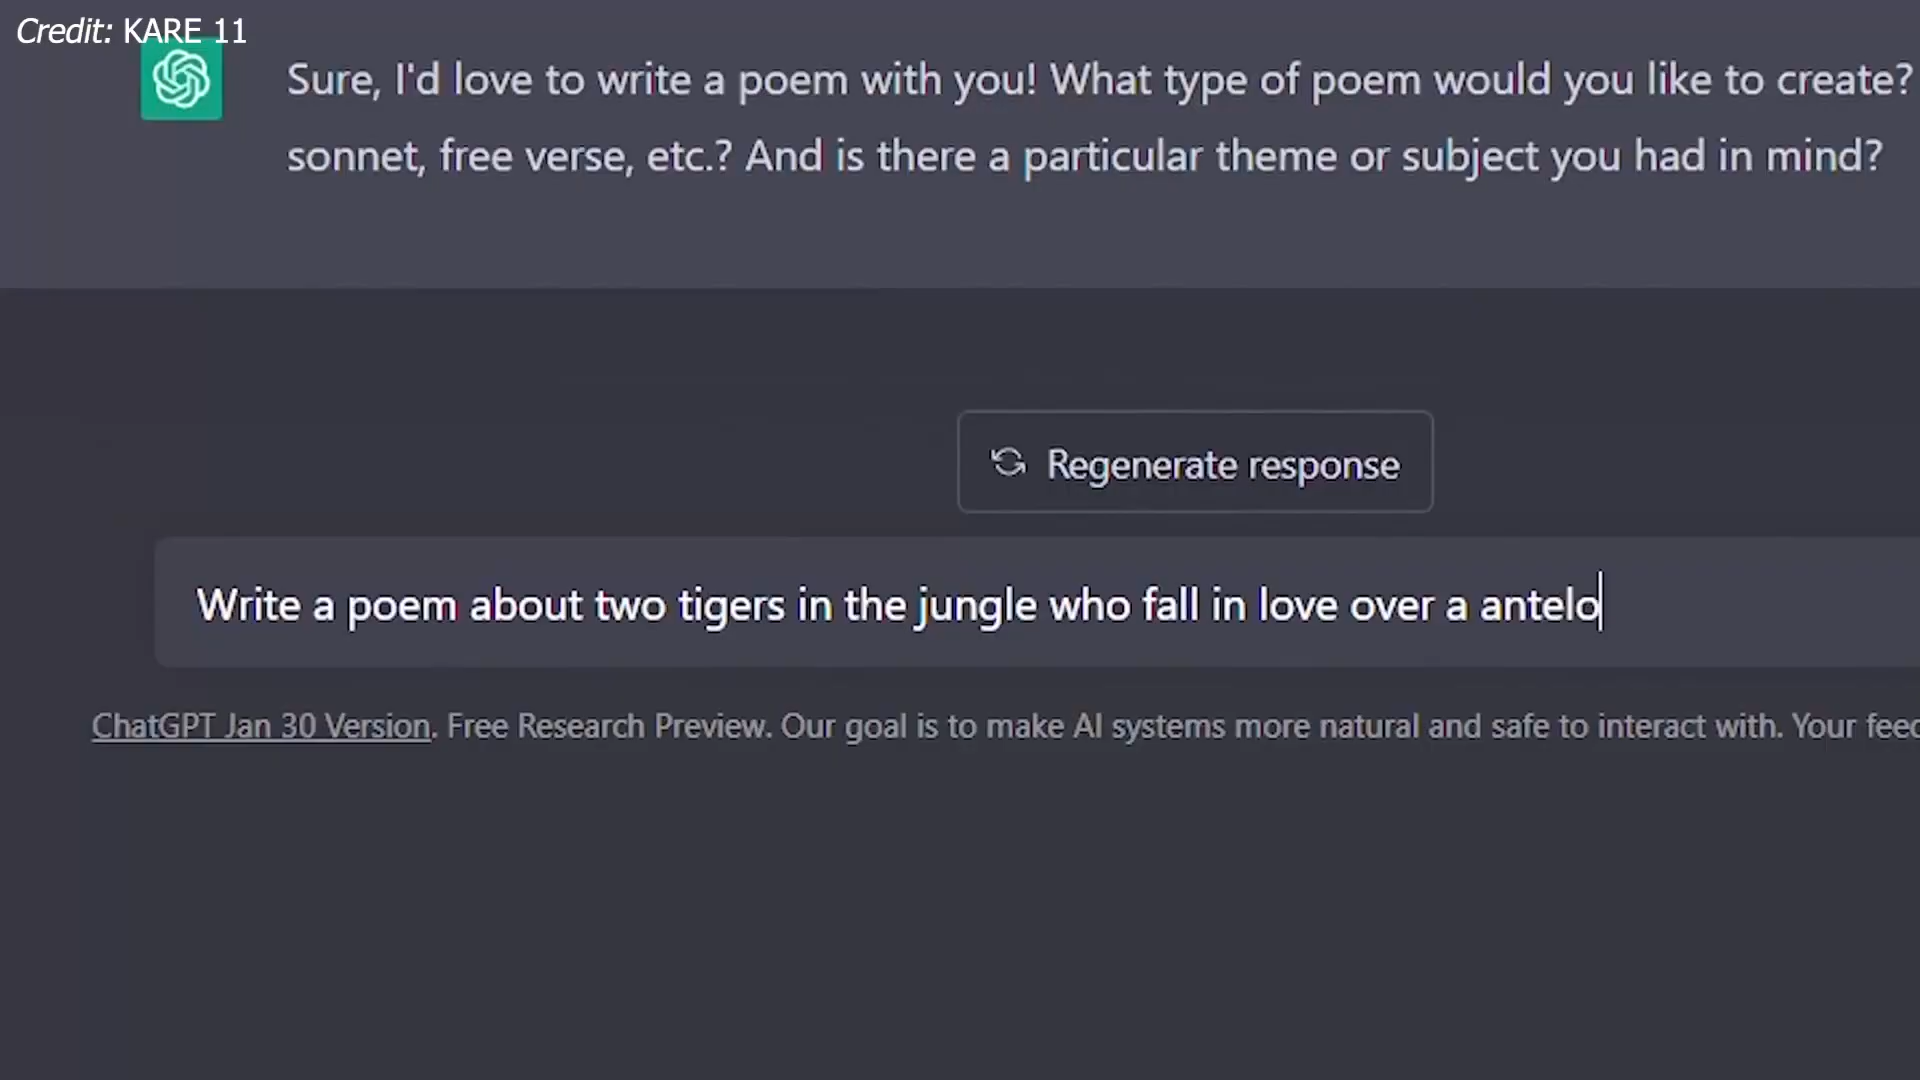 Credit: KARE 11
Sure, I'd love to write a poem with you! What type of poem would you like to create?
sonnet, free verse, etc.? And is there a particular theme or subject you had in mind?
Regenerate response
Write a poem about two tigers in the jungle who fall in love over a antelo
ChatGPT Jan 30 Version. Free Research Preview. Our goal is to make AI systems more natural and safe to interact with. Your feed